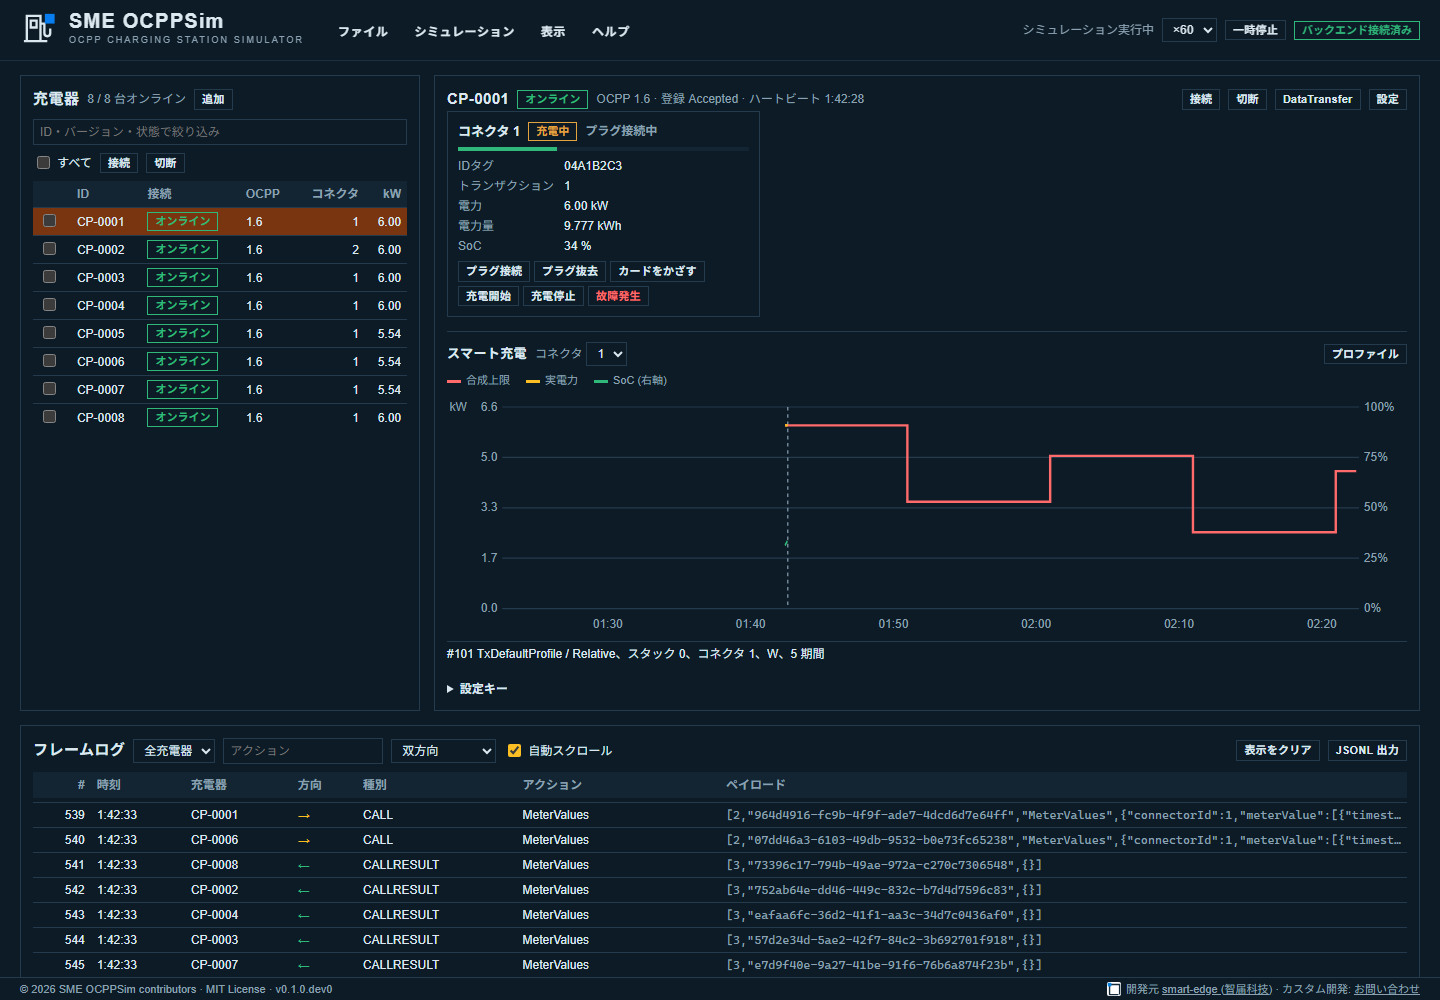 SME OCPPSim
OCPP CHARGING STATION SIMULATOR
ファイル シミュレーション 表示 ヘルプ
シミュレーション実行中 ×60 一時停止 バックエンド接続済み
充電器 8 / 8 台オンライン 追加
ID・バージョン・状態で絞り込み
すべて 接続 切断
ID 接続 OCPP コネクタ kW
CP-0001 オンライン 1.6 1 6.00
CP-0002 オンライン 1.6 2 6.00
CP-0003 オンライン 1.6 1 6.00
CP-0004 オンライン 1.6 1 6.00
CP-0005 オンライン 1.6 1 5.54
CP-0006 オンライン 1.6 1 5.54
CP-0007 オンライン 1.6 1 5.54
CP-0008 オンライン 1.6 1 6.00
CP-0001 オンライン OCPP 1.6 · 登録 Accepted · ハートビート 1:42:28
接続 切断 DataTransfer 設定
コネクタ 1 充電中 プラグ接続中
IDタグ 04A1B2C3
トランザクション 1
電力 6.00 kW
電力量 9.777 kWh
SoC 34 %
プラグ接続 プラグ抜去 カードをかざす
充電開始 充電停止 故障発生
スマート充電 コネクタ 1 プロファイル
合成上限 実電力 SoC (右軸)
kW 6.6 100%
5.0 75%
3.3 50%
1.7 25%
0.0 0%
01:30 01:40 01:50 02:00 02:10 02:20
#101 TxDefaultProfile / Relative、スタック 0、コネクタ 1、W、5 期間
▶ 設定キー
フレームログ 全充電器 アクション 双方向 自動スクロール 表示をクリア JSONL 出力
# 時刻 充電器 方向 種別 アクション ペイロード
539 1:42:33 CP-0001 → CALL MeterValues [2,"964d4916-fc9b-4f9f-ade7-4dcd6d7e64ff","MeterValues",{"connectorId":1,"meterValue":[{"timest…
540 1:42:33 CP-0006 → CALL MeterValues [2,"07dd46a3-6103-49db-9532-b0e73fc65238","MeterValues",{"connectorId":1,"meterValue":[{"timest…
541 1:42:33 CP-0008 ← CALLRESULT MeterValues [3,"73396c17-794b-49ae-972a-c270c7306548",{}]
542 1:42:33 CP-0002 ← CALLRESULT MeterValues [3,"752ab64e-dd46-449c-832c-b7d4d7596c83",{}]
543 1:42:33 CP-0004 ← CALLRESULT MeterValues [3,"eafaa6fc-36d2-41f1-aa3c-34d7c0436af0",{}]
544 1:42:33 CP-0003 ← CALLRESULT MeterValues [3,"57d2e34d-5ae2-42f7-84c2-3b692701f918",{}]
545 1:42:33 CP-0007 ← CALLRESULT MeterValues [3,"e7d9f40e-9a27-41be-91f6-76b6a874f23b",{}]
© 2026 SME OCPPSim contributors · MIT License · v0.1.0.dev0
開発元 smart-edge (智届科技) · カスタム開発: お問い合わせ